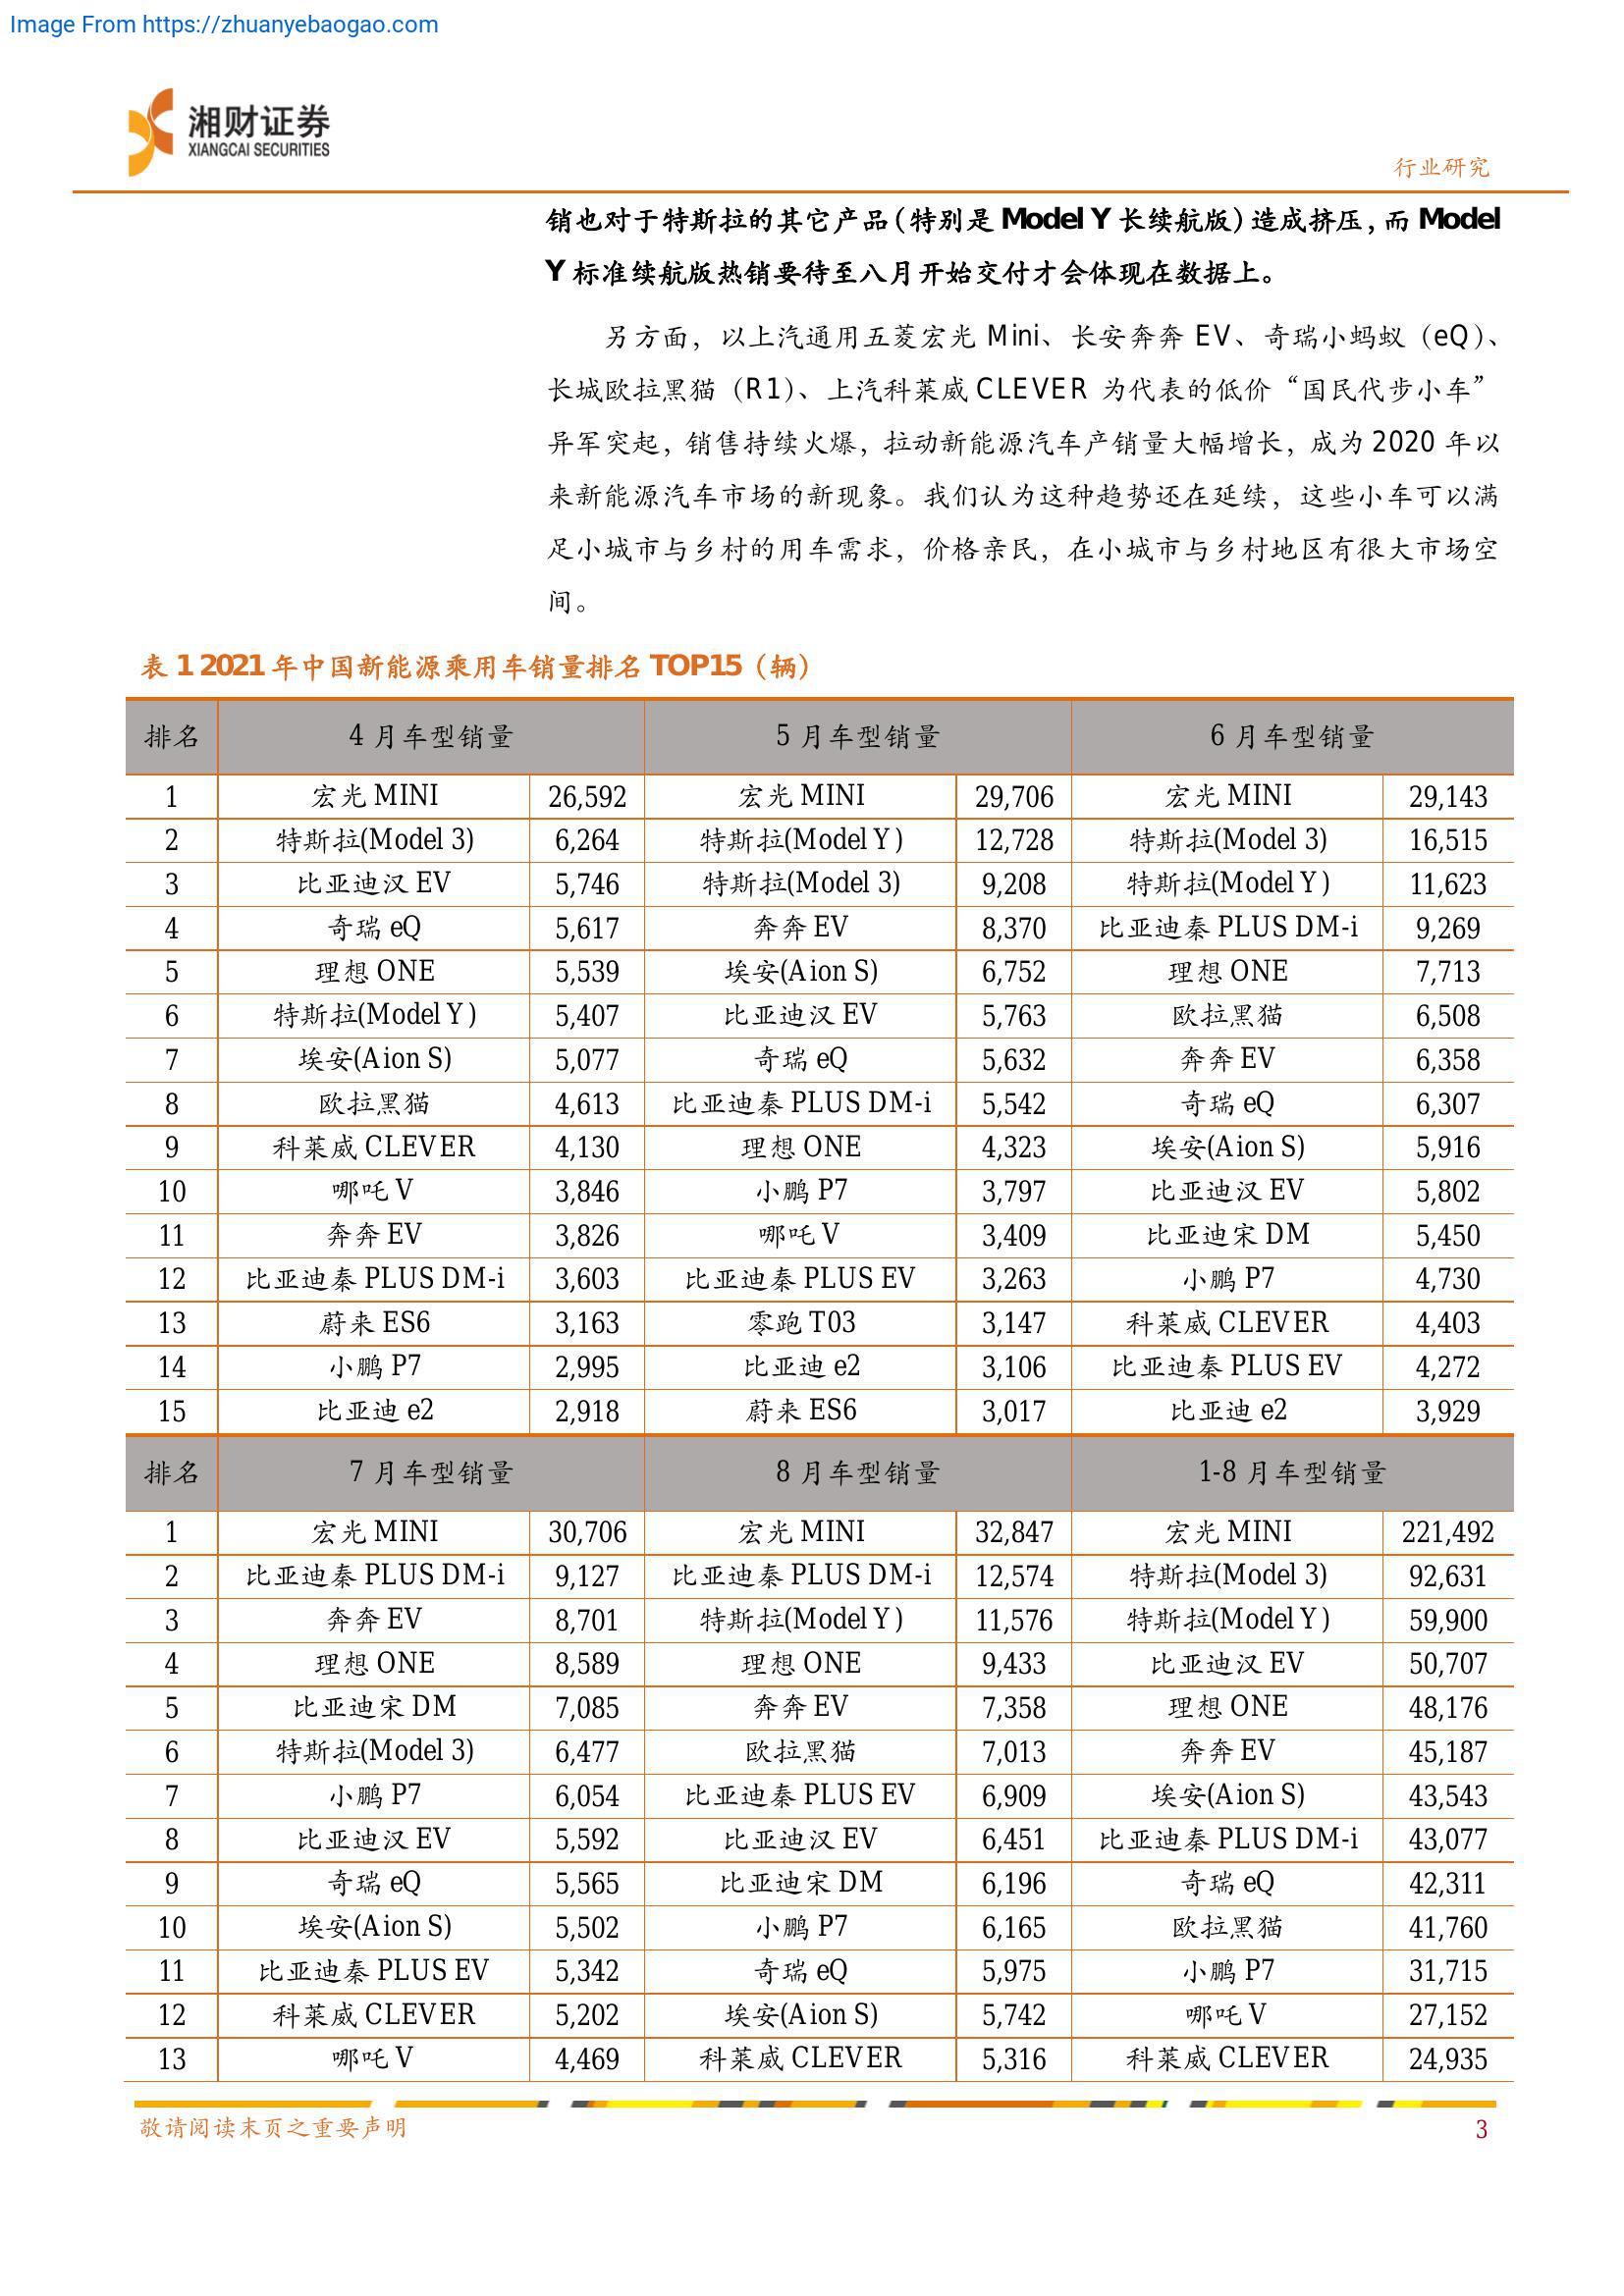 Image From https://zhuanyebaogao.com
湘财证券
XIANGCAI SECURITIES
行业研究
销也对于特斯拉的其它产品（特别是 Model Y 长续航版）造成挤压，而 Model
Y 标准续航版热销要待至八月开始交付才会体现在数据上。
另方面，以上汽通用五菱宏光 Mini、长安奔奔 EV、奇瑞小蚂蚁（eQ）、
长城欧拉黑猫（R1）、上汽科莱威 CLEVER 为代表的低价“国民代步小车”
异军突起，销售持续火爆，拉动新能源汽车产销量大幅增长，成为 2020 年以
来新能源汽车市场的新现象。我们认为这种趋势还在延续，这些小车可以满
足小城市与乡村的用车需求，价格亲民，在小城市与乡村地区有很大市场空
间。
表 1 2021 年中国新能源乘用车销量排名 TOP15（辆）
排名 4 月车型销量 5 月车型销量 6 月车型销量
1 宏光 MINI 26,592 宏光 MINI 29,706 宏光 MINI 29,143
2 特斯拉(Model 3) 6,264 特斯拉(Model Y) 12,728 特斯拉(Model 3) 16,515
3 比亚迪汉 EV 5,746 特斯拉(Model 3) 9,208 特斯拉(Model Y) 11,623
4 奇瑞 eQ 5,617 奔奔 EV 8,370 比亚迪秦 PLUS DM-i 9,269
5 理想 ONE 5,539 埃安(Aion S) 6,752 理想 ONE 7,713
6 特斯拉(Model Y) 5,407 比亚迪汉 EV 5,763 欧拉黑猫 6,508
7 埃安(Aion S) 5,077 奇瑞 eQ 5,632 奔奔 EV 6,358
8 欧拉黑猫 4,613 比亚迪秦 PLUS DM-i 5,542 奇瑞 eQ 6,307
9 科莱威 CLEVER 4,130 理想 ONE 4,323 埃安(Aion S) 5,916
10 哪吒 V 3,846 小鹏 P7 3,797 比亚迪汉 EV 5,802
11 奔奔 EV 3,826 哪吒 V 3,409 比亚迪宋 DM 5,450
12 比亚迪秦 PLUS DM-i 3,603 比亚迪秦 PLUS EV 3,263 小鹏 P7 4,730
13 蔚来 ES6 3,163 零跑 T03 3,147 科莱威 CLEVER 4,403
14 小鹏 P7 2,995 比亚迪 e2 3,106 比亚迪秦 PLUS EV 4,272
15 比亚迪 e2 2,918 蔚来 ES6 3,017 比亚迪 e2 3,929
排名 7 月车型销量 8 月车型销量 1-8 月车型销量
1 宏光 MINI 30,706 宏光 MINI 32,847 宏光 MINI 221,492
2 比亚迪秦 PLUS DM-i 9,127 比亚迪秦 PLUS DM-i 12,574 特斯拉(Model 3) 92,631
3 奔奔 EV 8,701 特斯拉(Model Y) 11,576 特斯拉(Model Y) 59,900
4 理想 ONE 8,589 理想 ONE 9,433 比亚迪汉 EV 50,707
5 比亚迪宋 DM 7,085 奔奔 EV 7,358 理想 ONE 48,176
6 特斯拉(Model 3) 6,477 欧拉黑猫 7,013 奔奔 EV 45,187
7 小鹏 P7 6,054 比亚迪秦 PLUS EV 6,909 埃安(Aion S) 43,543
8 比亚迪汉 EV 5,592 比亚迪汉 EV 6,451 比亚迪秦 PLUS DM-i 43,077
9 奇瑞 eQ 5,565 比亚迪宋 DM 6,196 奇瑞 eQ 42,311
10 埃安(Aion S) 5,502 小鹏 P7 6,165 欧拉黑猫 41,760
11 比亚迪秦 PLUS EV 5,342 奇瑞 eQ 5,975 小鹏 P7 31,715
12 科莱威 CLEVER 5,202 埃安(Aion S) 5,742 哪吒 V 27,152
13 哪吒 V 4,469 科莱威 CLEVER 5,316 科莱威 CLEVER 24,935
敬请阅读末页之重要声明
3